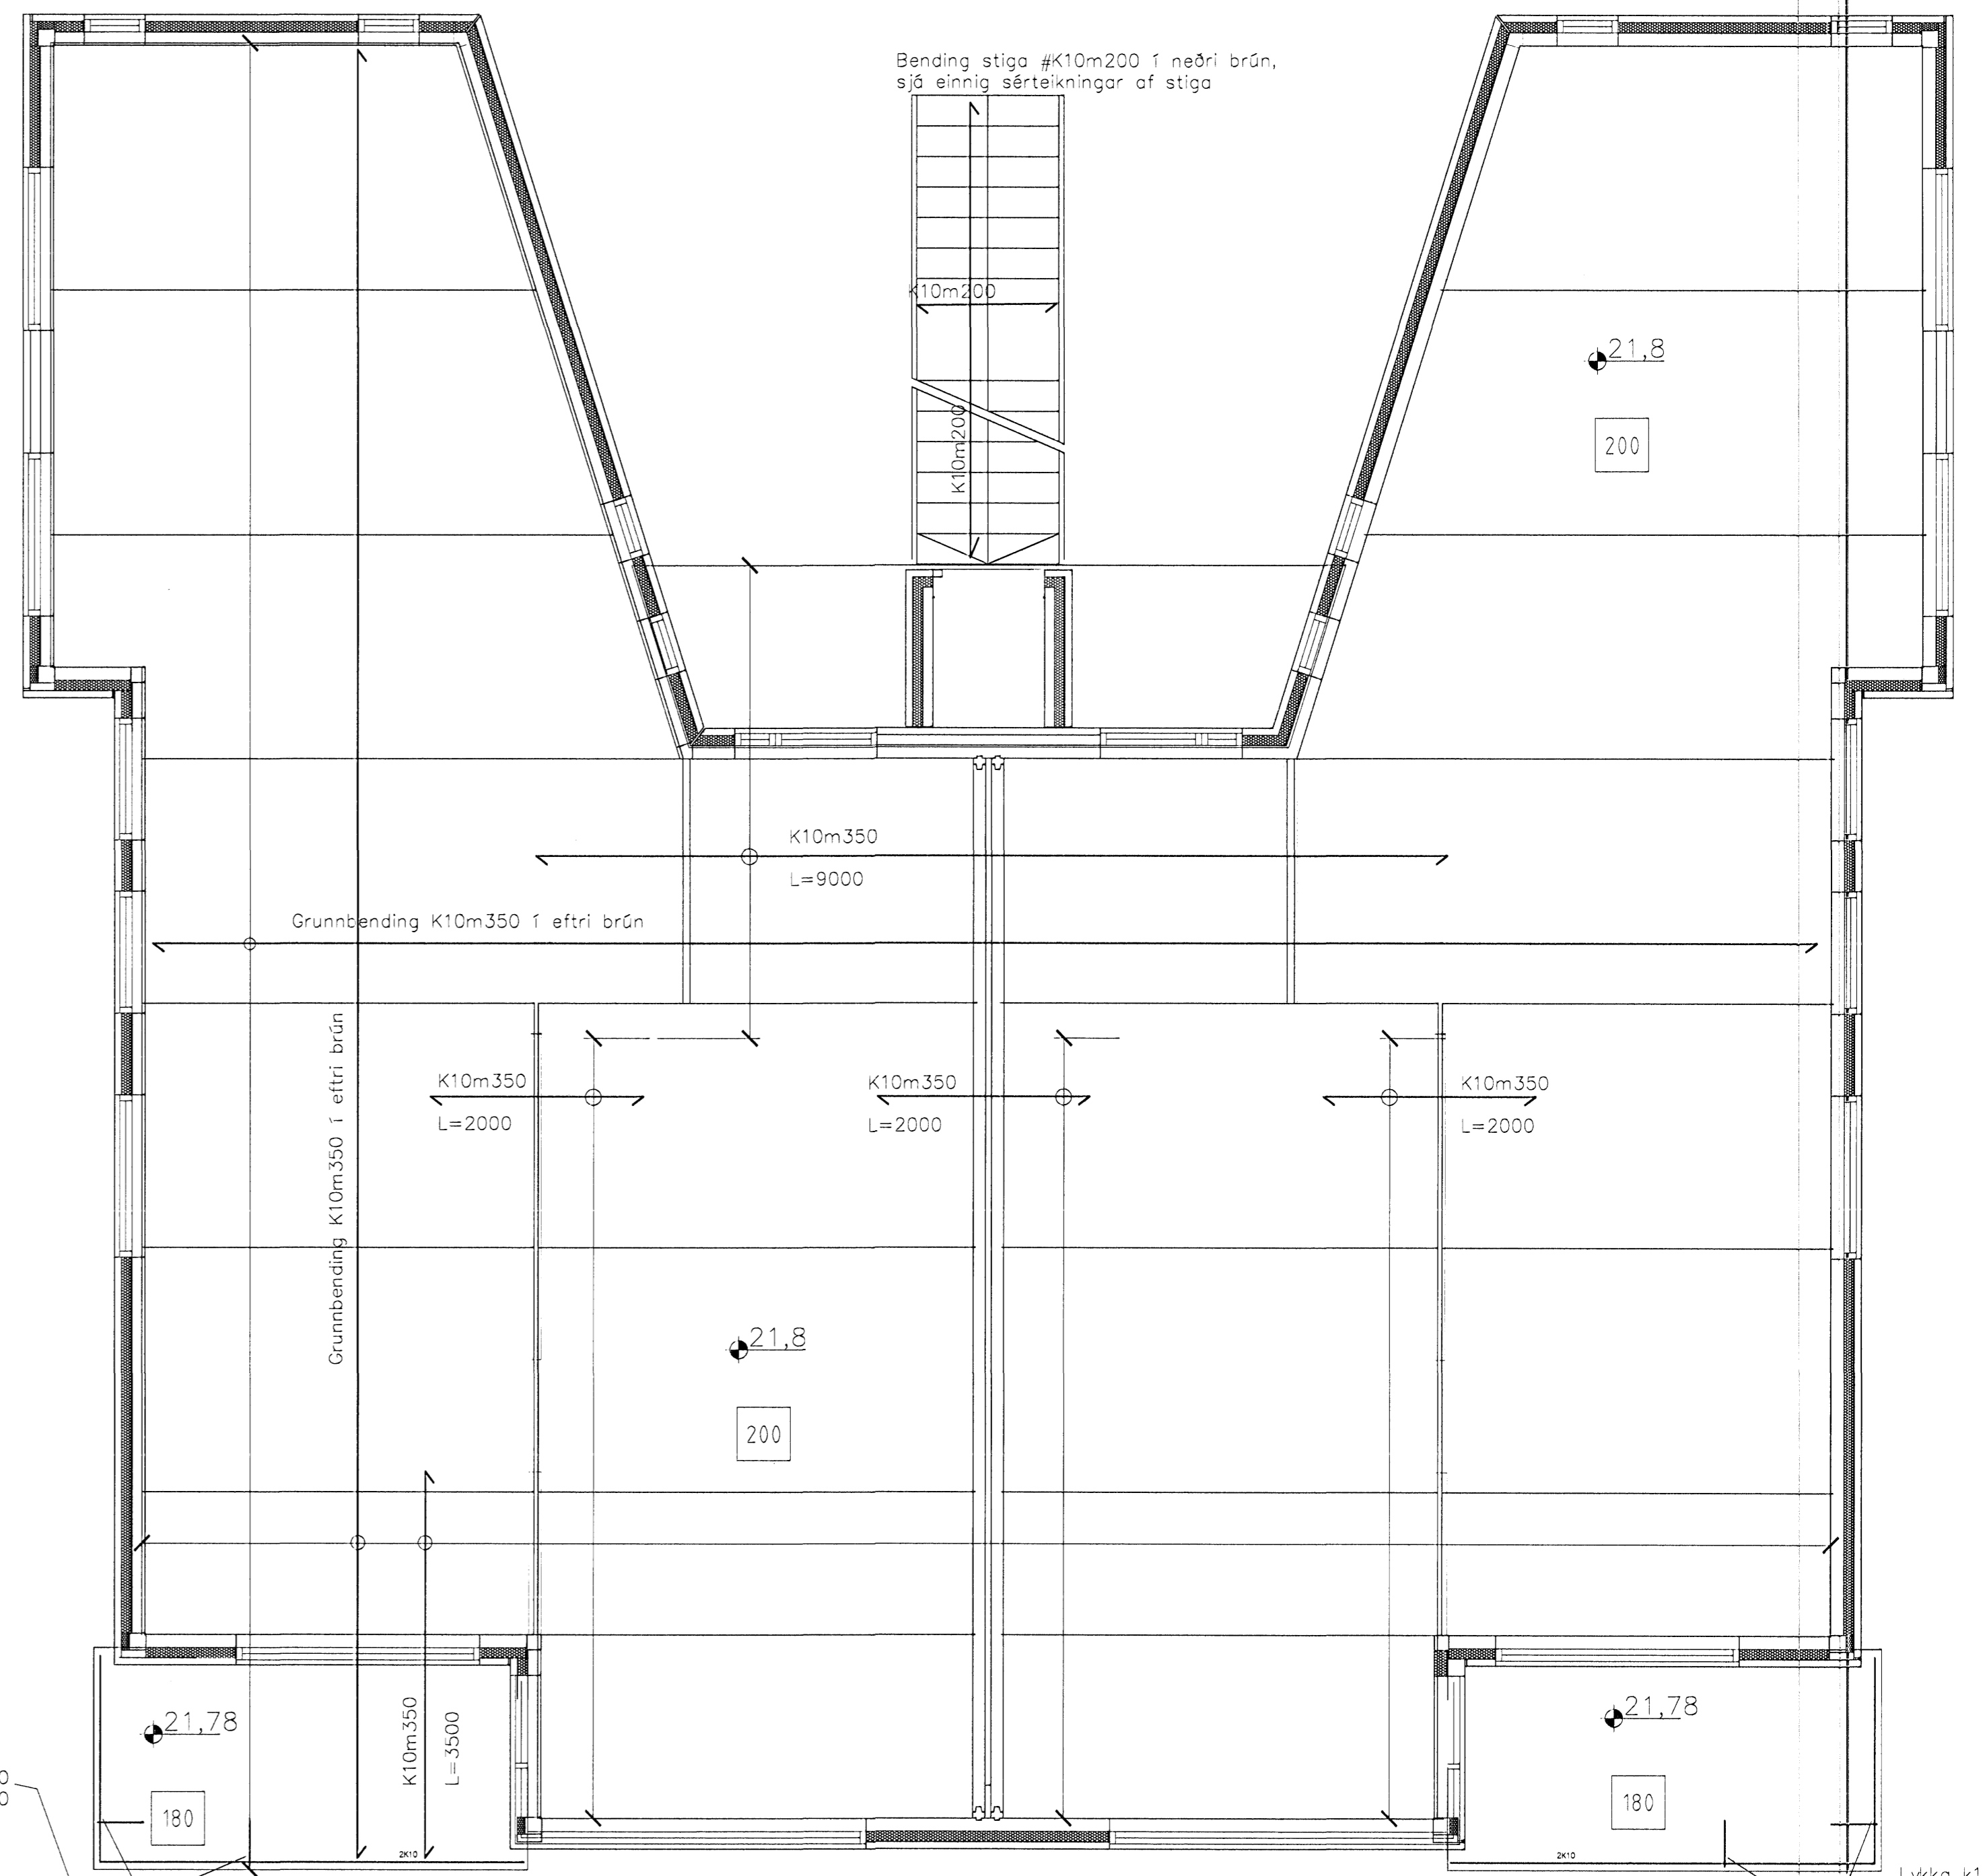 Bending stiga #K10m200 í neðri brún,
sjá einnig sérteikningar af stiga
K10m200
K10m200
21,8
200
K10m350
L=9000
Grunnbending K10m350 í eftri brún
Grunnbending K10m350 í eftri brún
K10m350
L=2000
K10m350
L=2000
K10m350
L=2000
21,8
200
K10m350
L=3500
21,78
180
2K10
21,78
180
2K10